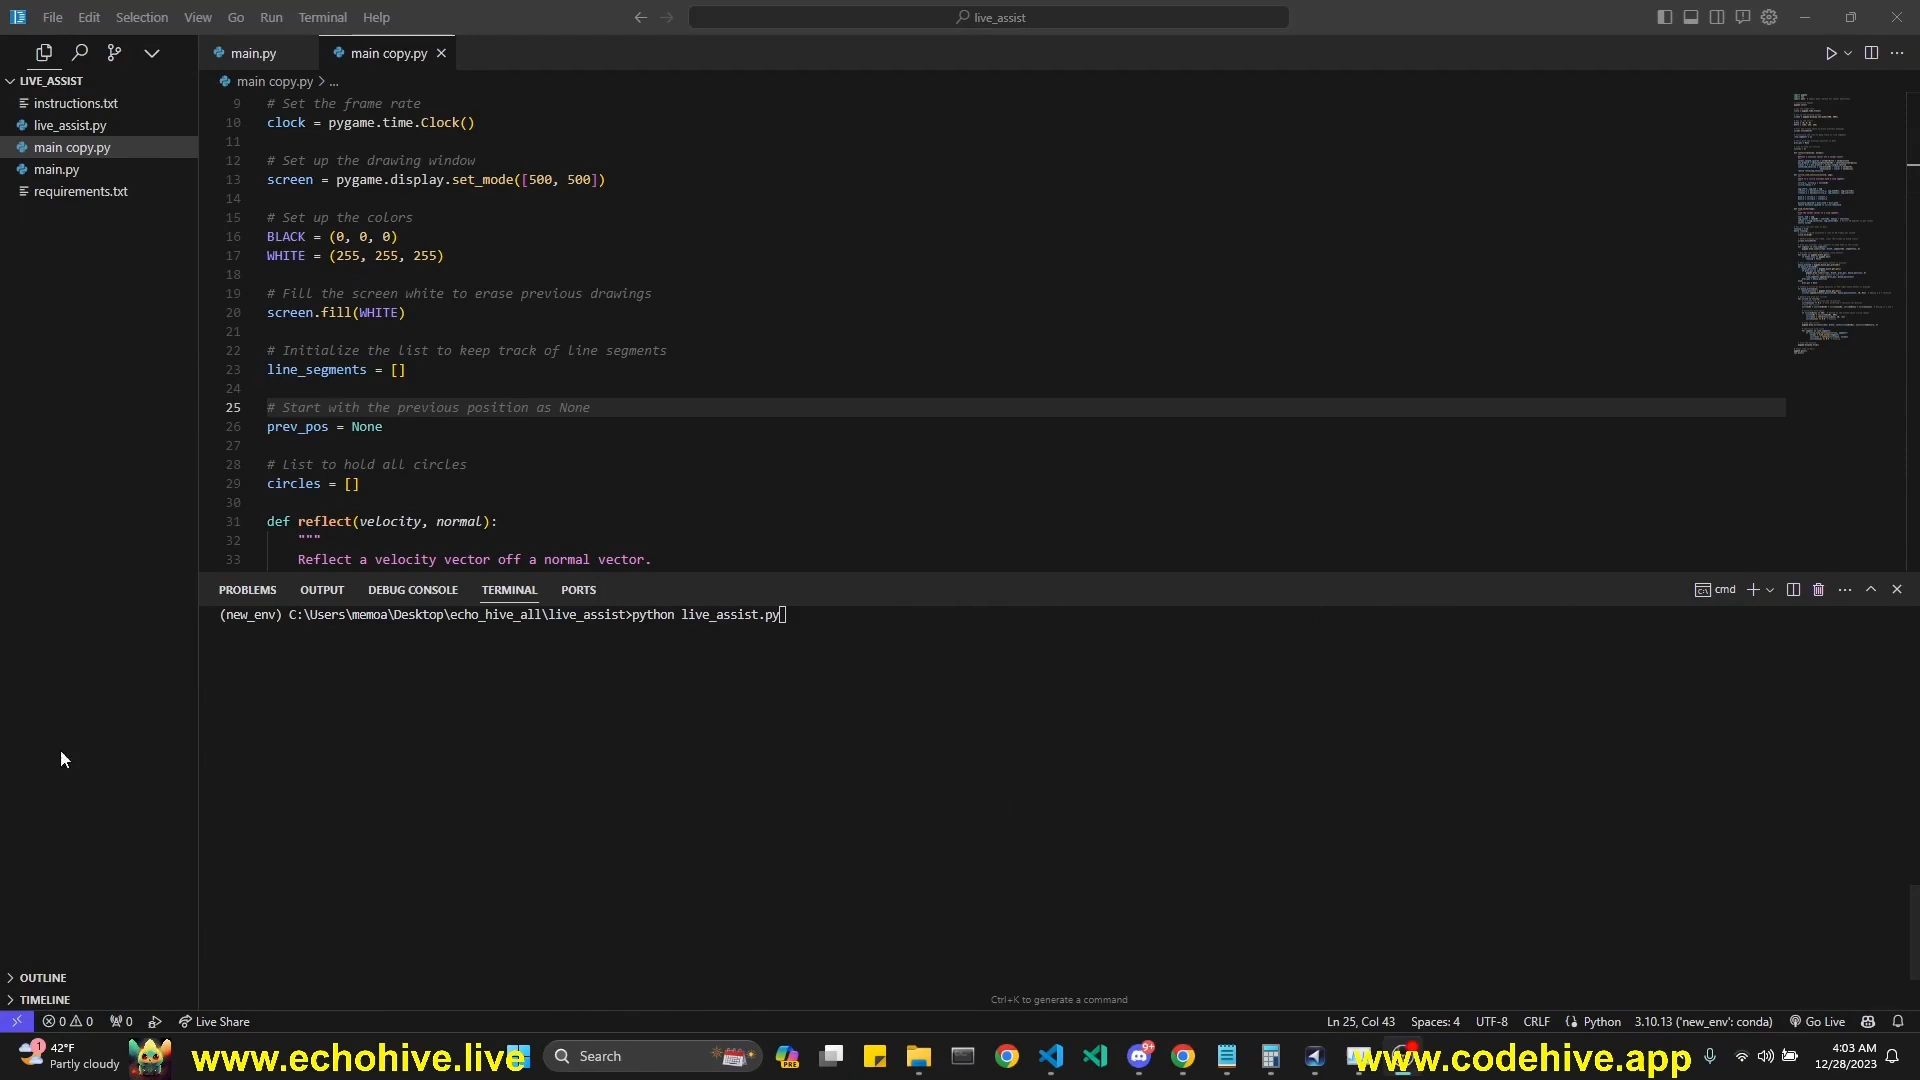 File Edit Selection View Go Run Terminal Help
live_assist
LIVE_ASSIST
instructions.txt
live_assist.py
main copy.py
main.py
requirements.txt
OUTLINE
TIMELINE
main.py
main copy.py
main copy.py > ...
9 # Set the frame rate
10 clock = pygame.time.Clock()
11
12 # Set up the drawing window
13 screen = pygame.display.set_mode([500, 500])
14
15 # Set up the colors
16 BLACK = (0, 0, 0)
17 WHITE = (255, 255, 255)
18
19 # Fill the screen white to erase previous drawings
20 screen.fill(WHITE)
21
22 # Initialize the list to keep track of line segments
23 line_segments = []
24
25 # Start with the previous position as None
26 prev_pos = None
27
28 # List to hold all circles
29 circles = []
30
31 def reflect(velocity, normal):
32 """
33 Reflect a velocity vector off a normal vector.
PROBLEMS OUTPUT DEBUG CONSOLE TERMINAL PORTS
cmd
(new_env) C:\Users\memoa\Desktop\echo_hive_all\live_assist>python live_assist.py
Ctrl+K to generate a command
0 0 0 Live Share
Ln 25, Col 43 Spaces: 4 UTF-8 CRLF Python 3.10.13 ('new_env': conda) Go Live
1
42°F
Partly cloudy
www.echohive.live
Search
PRE
9+
www.codehive.app
4:03 AM
12/28/2023